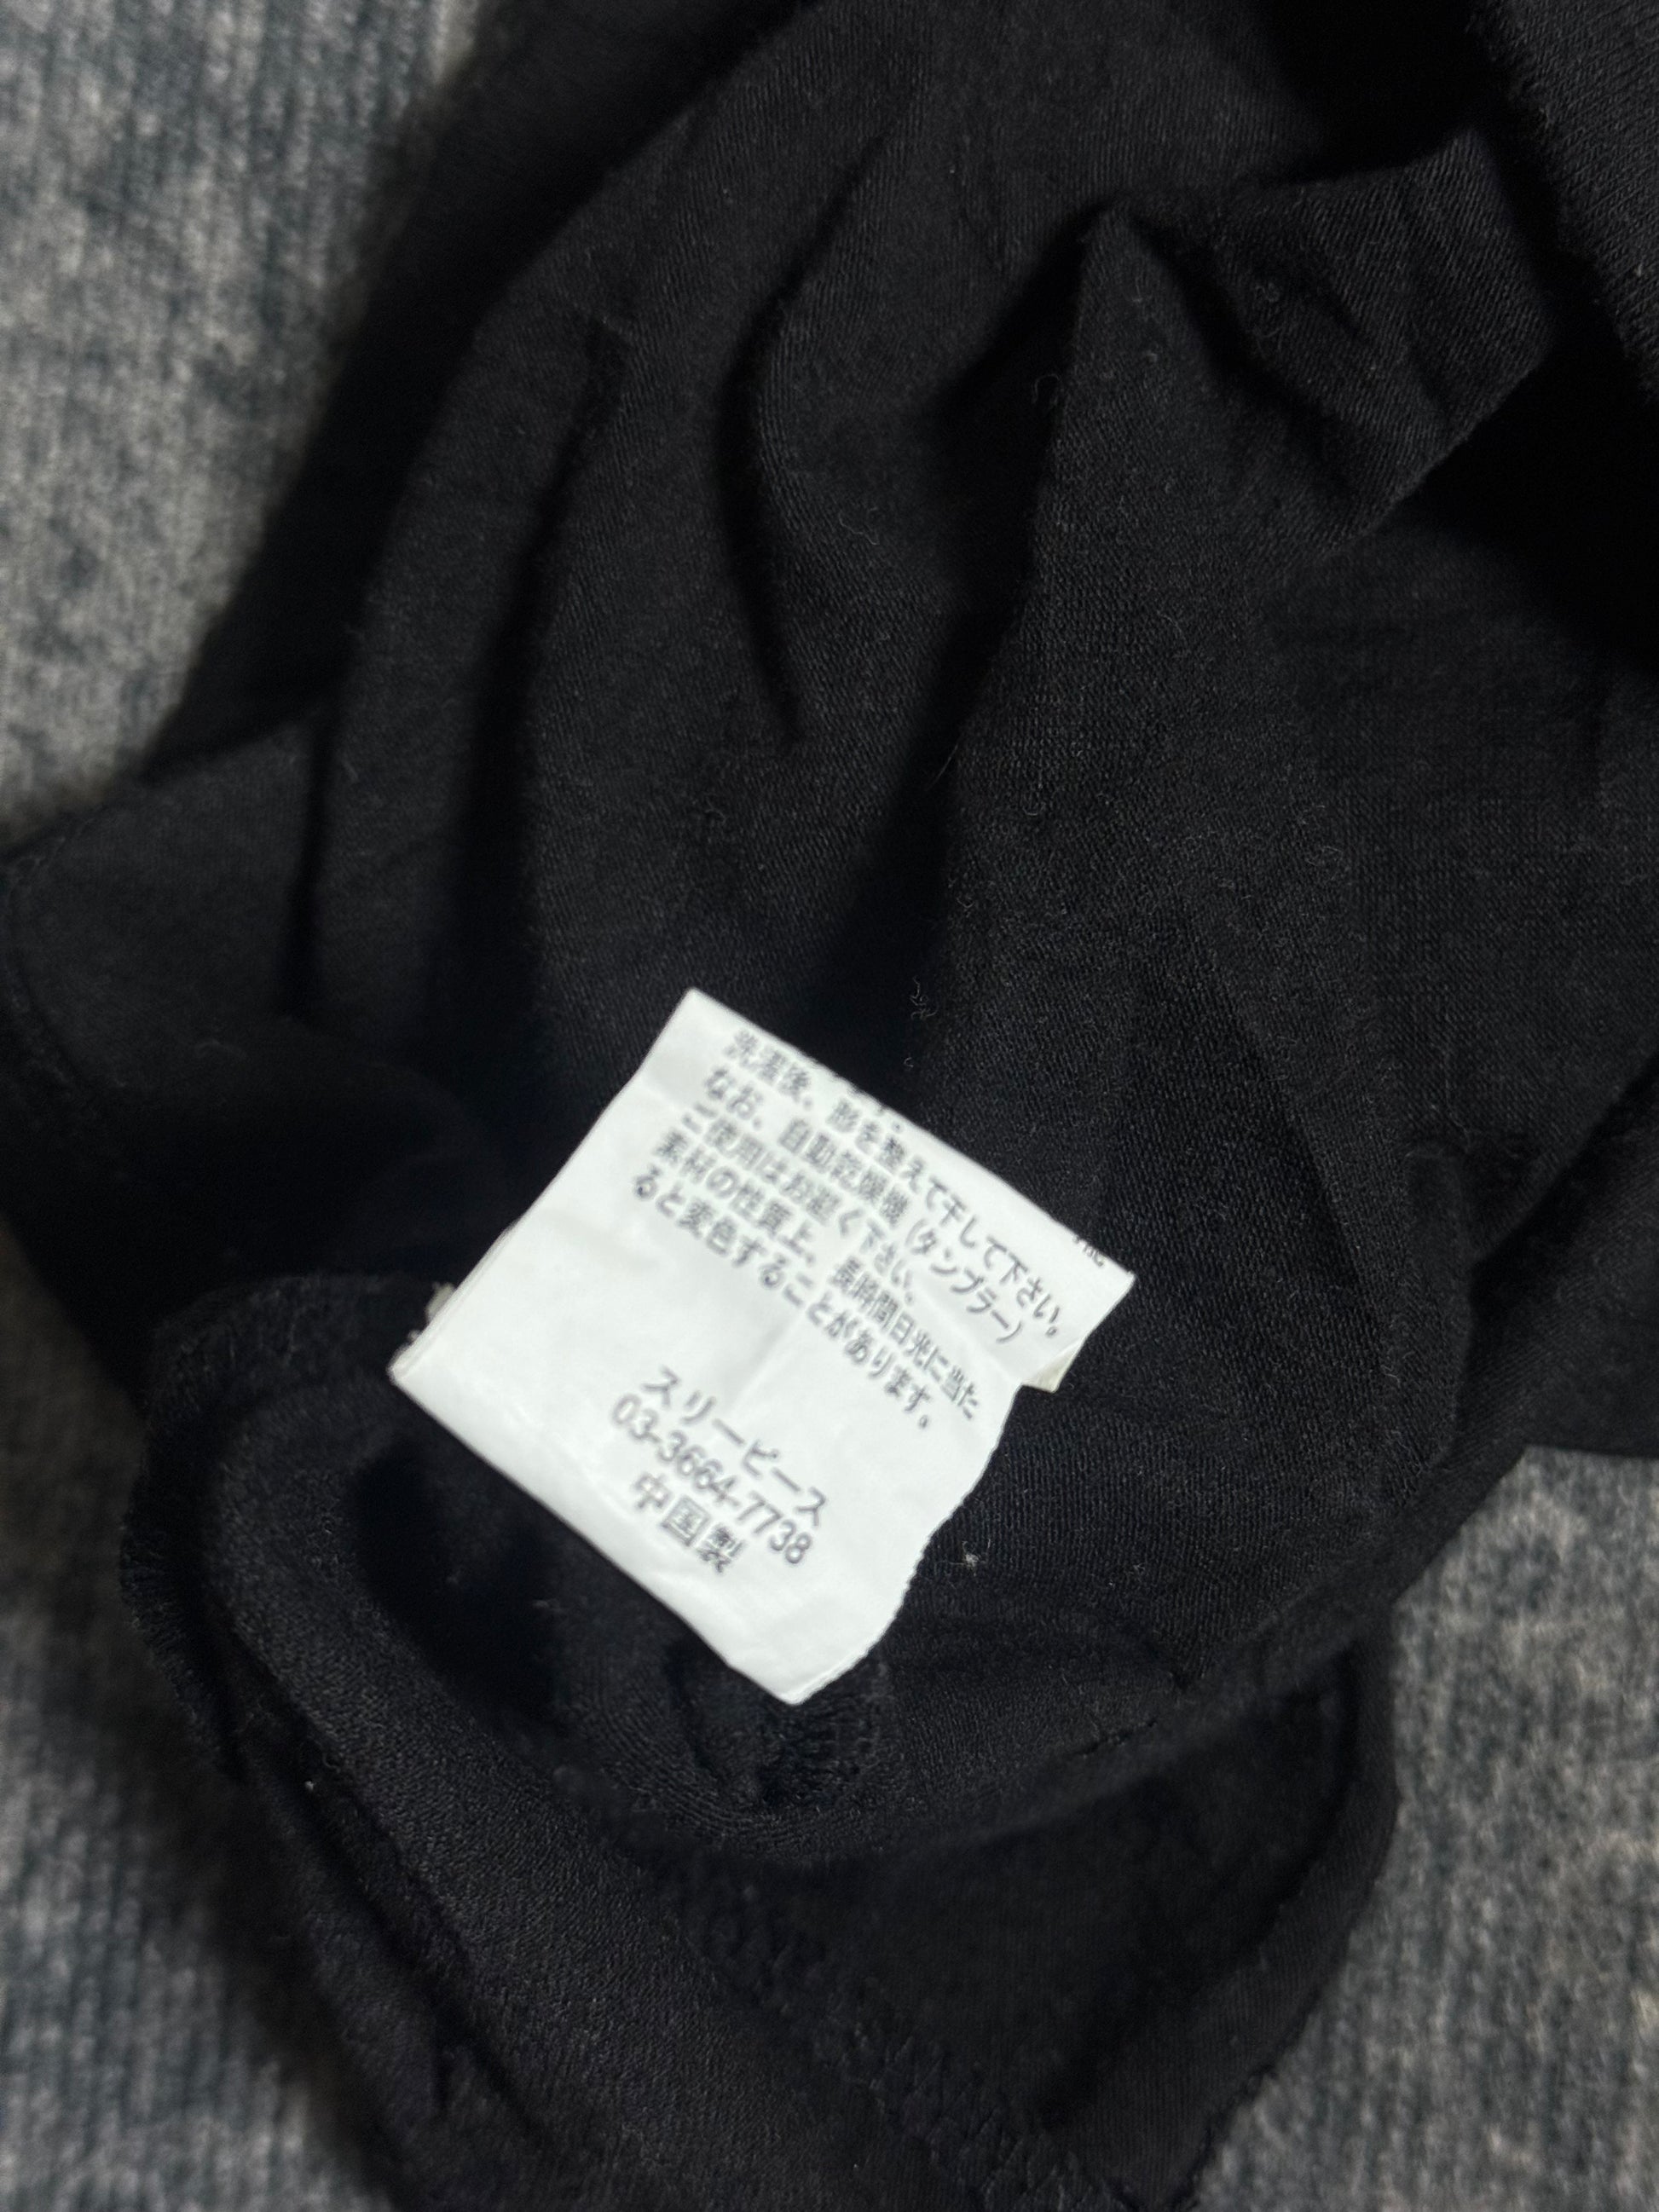 洗濯後、形を整えて干して下さい。
なお、自動乾燥機(タンブラー)
ご使用はお避け下さい、
素材の性質上、長時間日光に当た
ると変色することがあります。
スリーピース
03-3664-7738
中国製